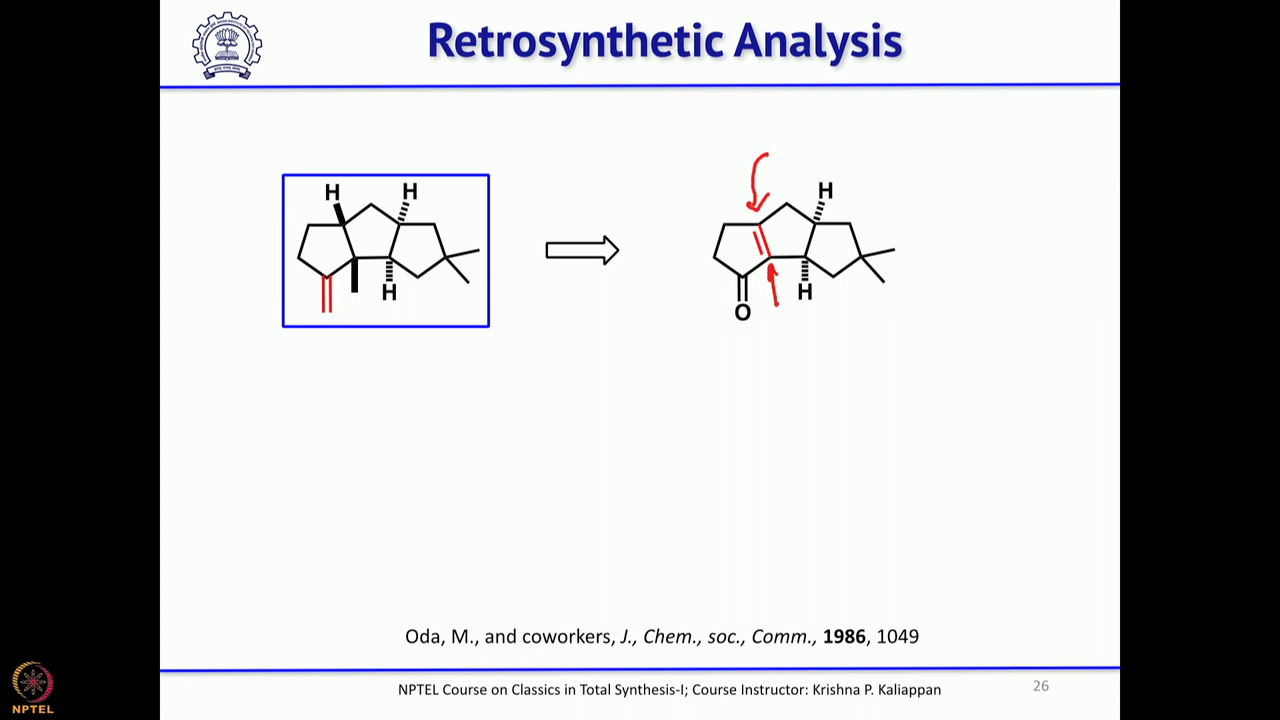 Retrosynthetic Analysis
H H
H
H
H
O
Oda, M., and coworkers, J., Chem., soc., Comm., 1986, 1049
NPTEL Course on Classics in Total Synthesis-I; Course Instructor: Krishna P. Kaliappan
26
NPTEL